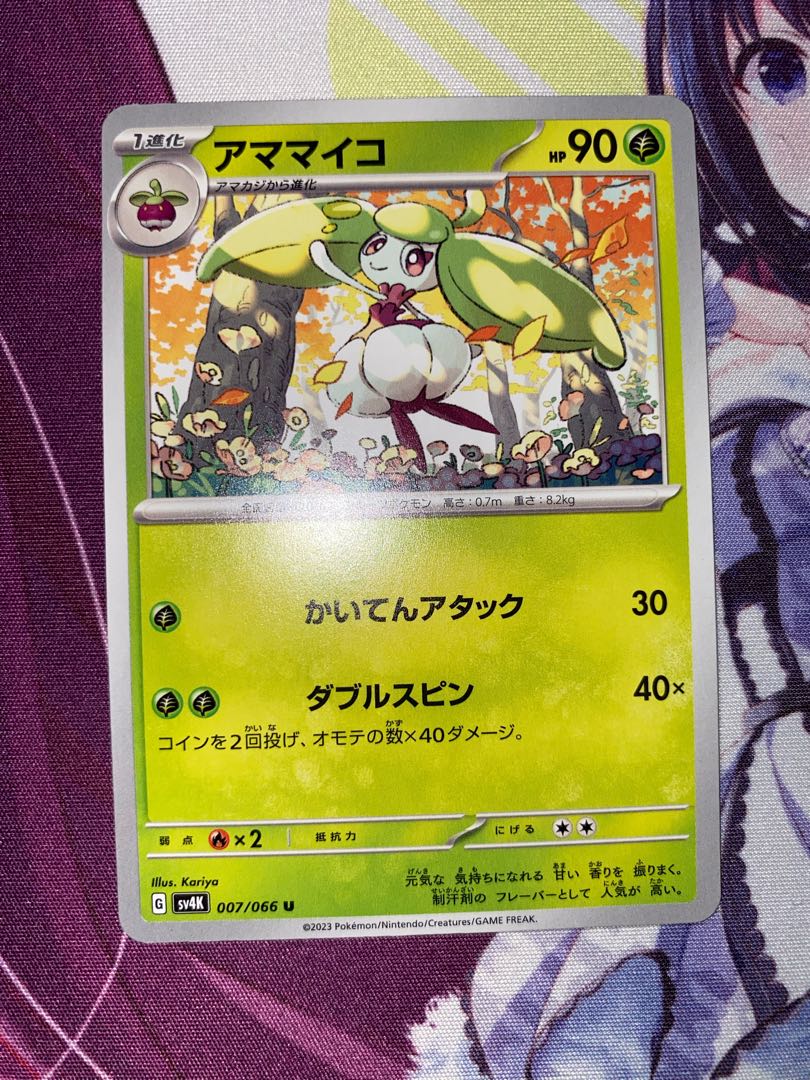 1進化
アママイコ
HP 90
アマカジから進化
ポケモン 高さ:0.7m 重さ:8.2kg
かいてんアタック 30
ダブルスピン 40×
コインを2回投げ、オモテの数×40ダメージ。
弱点 ×2 抵抗力 にげる
Illus. Kariya
元気な 気持ちになれる 甘い 香りを 振りまく。
制汗剤の フレーバーとして 人気が 高い。
G sv4K 007/066 U
©2023 Pokémon/Nintendo/Creatures/GAME FREAK.